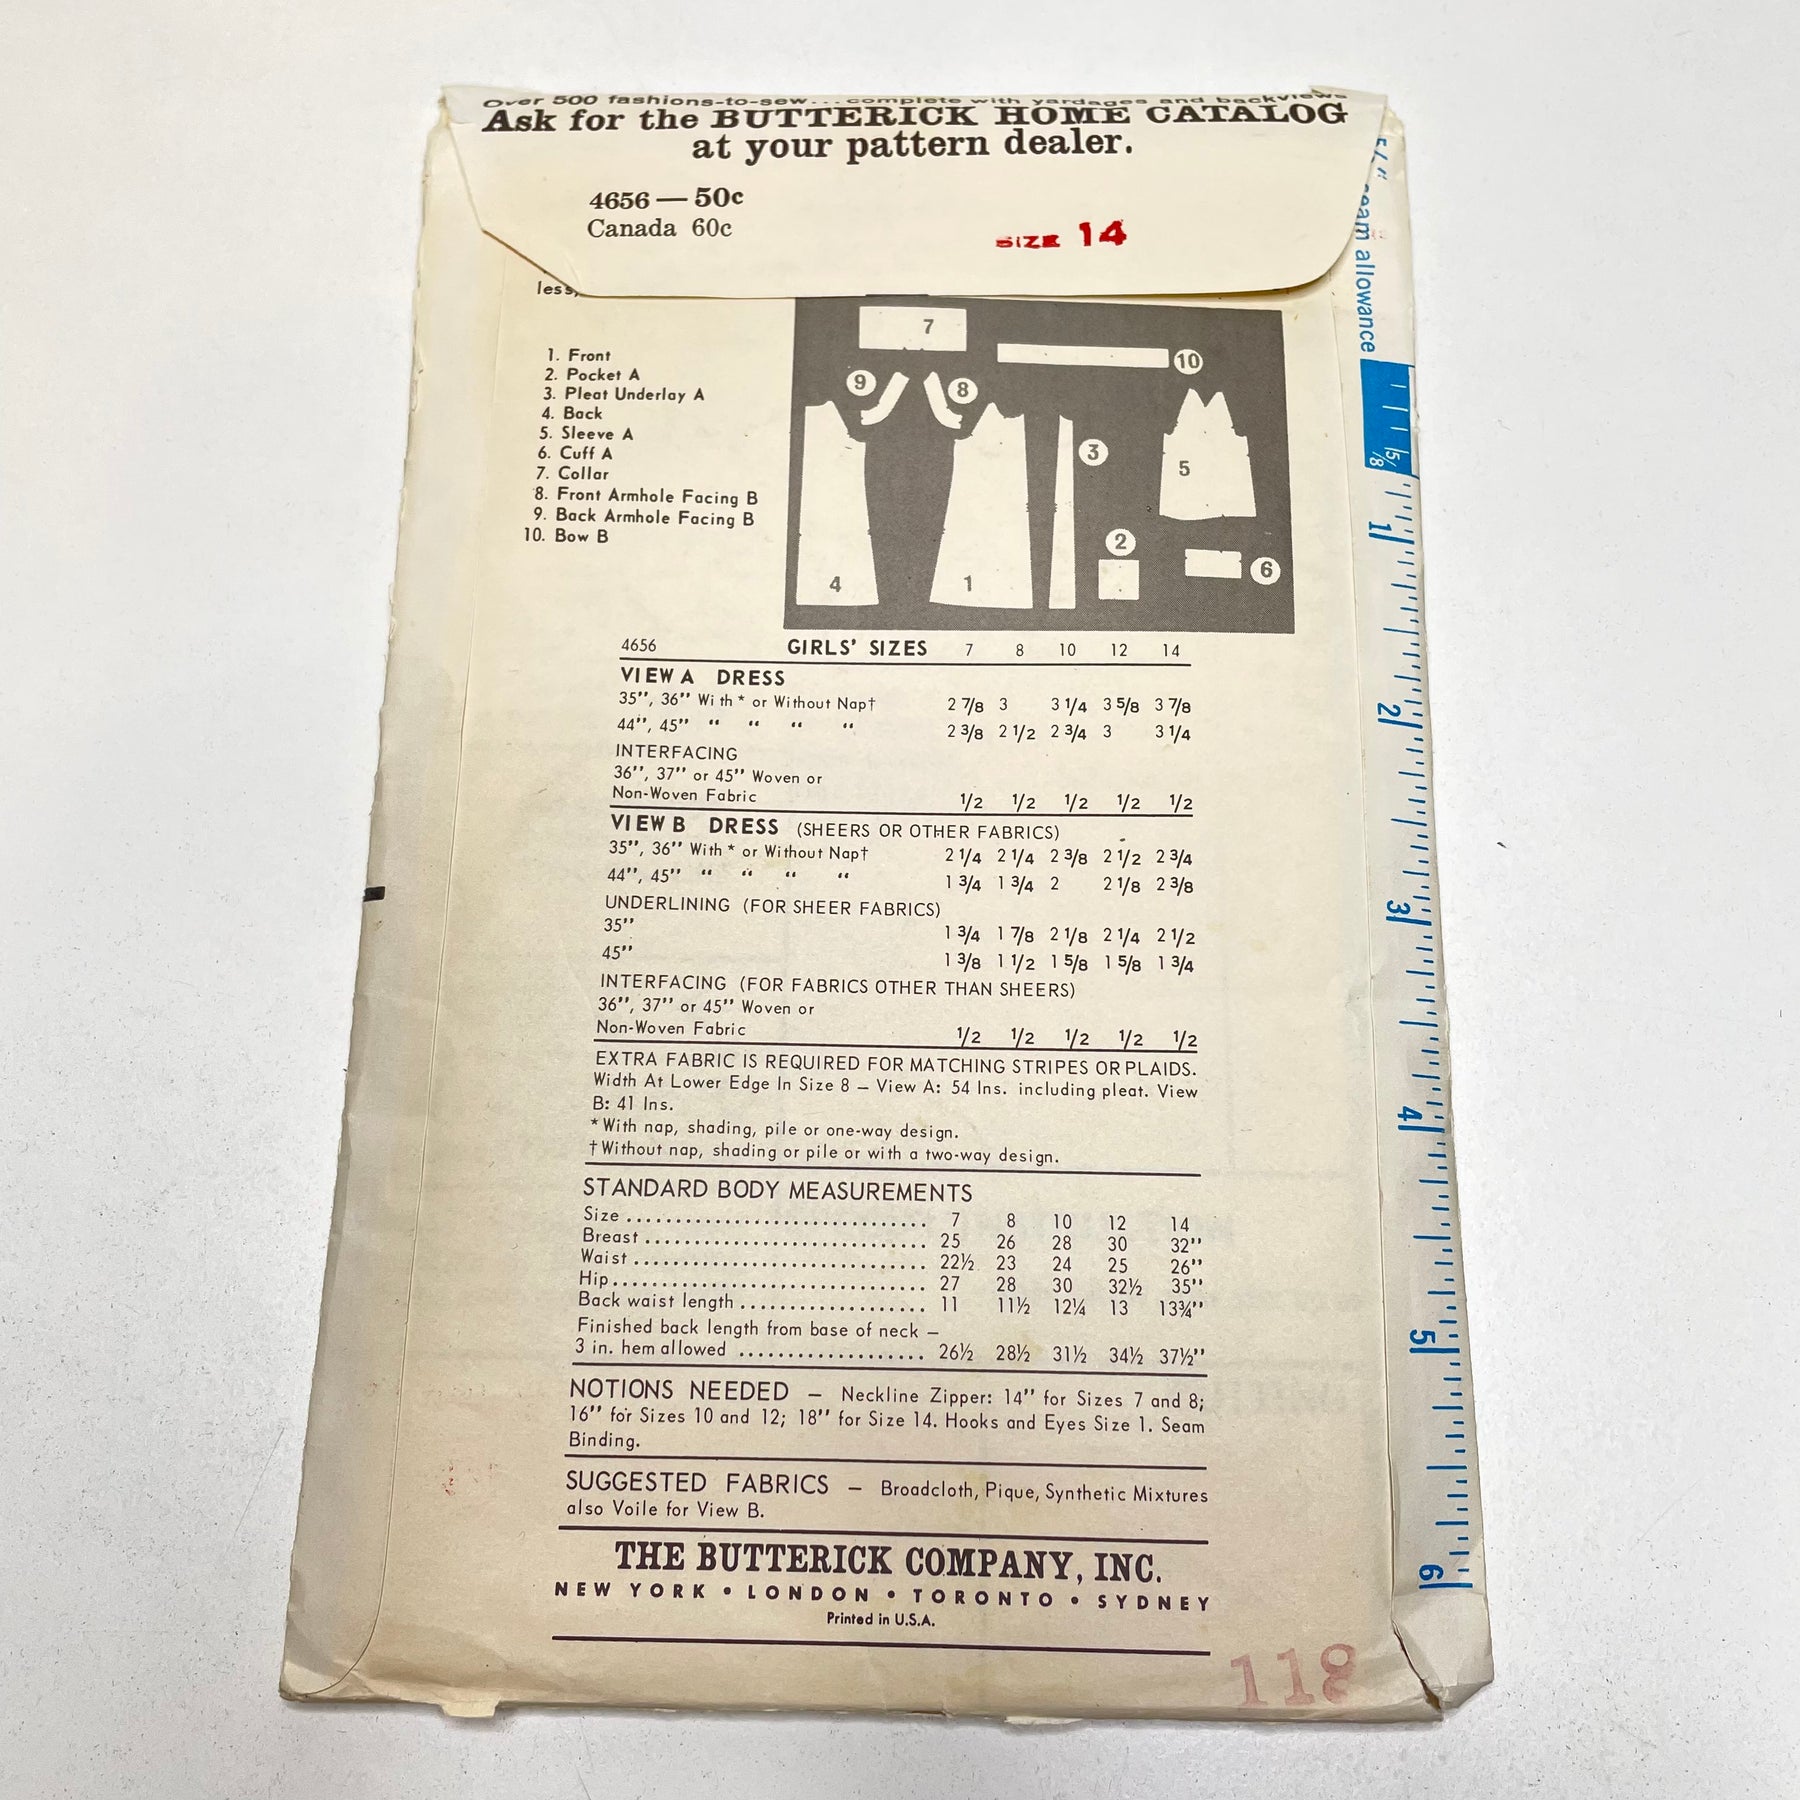 Over 500 fashions-to-sew... complete with yardages and backviews
Ask for the BUTTERICK HOME CATALOG
at your pattern dealer.
4656 — 50c
Canada 60c
SIZE 14
less,
1. Front
2. Pocket A
3. Pleat Underlay A
4. Back
5. Sleeve A
6. Cuff A
7. Collar
8. Front Armhole Facing B
9. Back Armhole Facing B
10. Bow B
7
10
9
8
3
5
2
6
4
1
4656 GIRLS' SIZES 7 8 10 12 14
VIEW A DRESS
35", 36" With * or Without Nap† 2 7/8 3 3 1/4 3 5/8 3 7/8
44", 45" " " " " 2 3/8 2 1/2 2 3/4 3 3 1/4
INTERFACING
36", 37" or 45" Woven or
Non-Woven Fabric 1/2 1/2 1/2 1/2 1/2
VIEW B DRESS (SHEERS OR OTHER FABRICS)
35", 36" With * or Without Nap† 2 1/4 2 1/4 2 3/8 2 1/2 2 3/4
44", 45" " " " " 1 3/4 1 3/4 2 2 1/8 2 3/8
UNDERLINING (FOR SHEER FABRICS)
35" 1 3/4 1 7/8 2 1/8 2 1/4 2 1/2
45" 1 3/8 1 1/2 1 5/8 1 5/8 1 3/4
INTERFACING (FOR FABRICS OTHER THAN SHEERS)
36", 37" or 45" Woven or
Non-Woven Fabric 1/2 1/2 1/2 1/2 1/2
EXTRA FABRIC IS REQUIRED FOR MATCHING STRIPES OR PLAIDS.
Width At Lower Edge In Size 8 – View A: 54 Ins. including pleat. View
B: 41 Ins.
* With nap, shading, pile or one-way design.
† Without nap, shading or pile or with a two-way design.
STANDARD BODY MEASUREMENTS
Size .............................. 7 8 10 12 14
Breast ............................ 25 26 28 30 32"
Waist ............................. 22½ 23 24 25 26"
Hip ................................ 27 28 30 32½ 35"
Back waist length ................... 11 11½ 12¼ 13 13¾"
Finished back length from base of neck –
3 in. hem allowed ................... 26½ 28½ 31½ 34½ 37½"
NOTIONS NEEDED – Neckline Zipper: 14" for Sizes 7 and 8;
16" for Sizes 10 and 12; 18" for Size 14. Hooks and Eyes Size 1. Seam
Binding.
SUGGESTED FABRICS – Broadcloth, Pique, Synthetic Mixtures
also Voile for View B.
THE BUTTERICK COMPANY, INC.
NEW YORK • LONDON • TORONTO • SYDNEY
Printed in U.S.A.
118
seam allowance
5/8
1
2
3
4
5
6